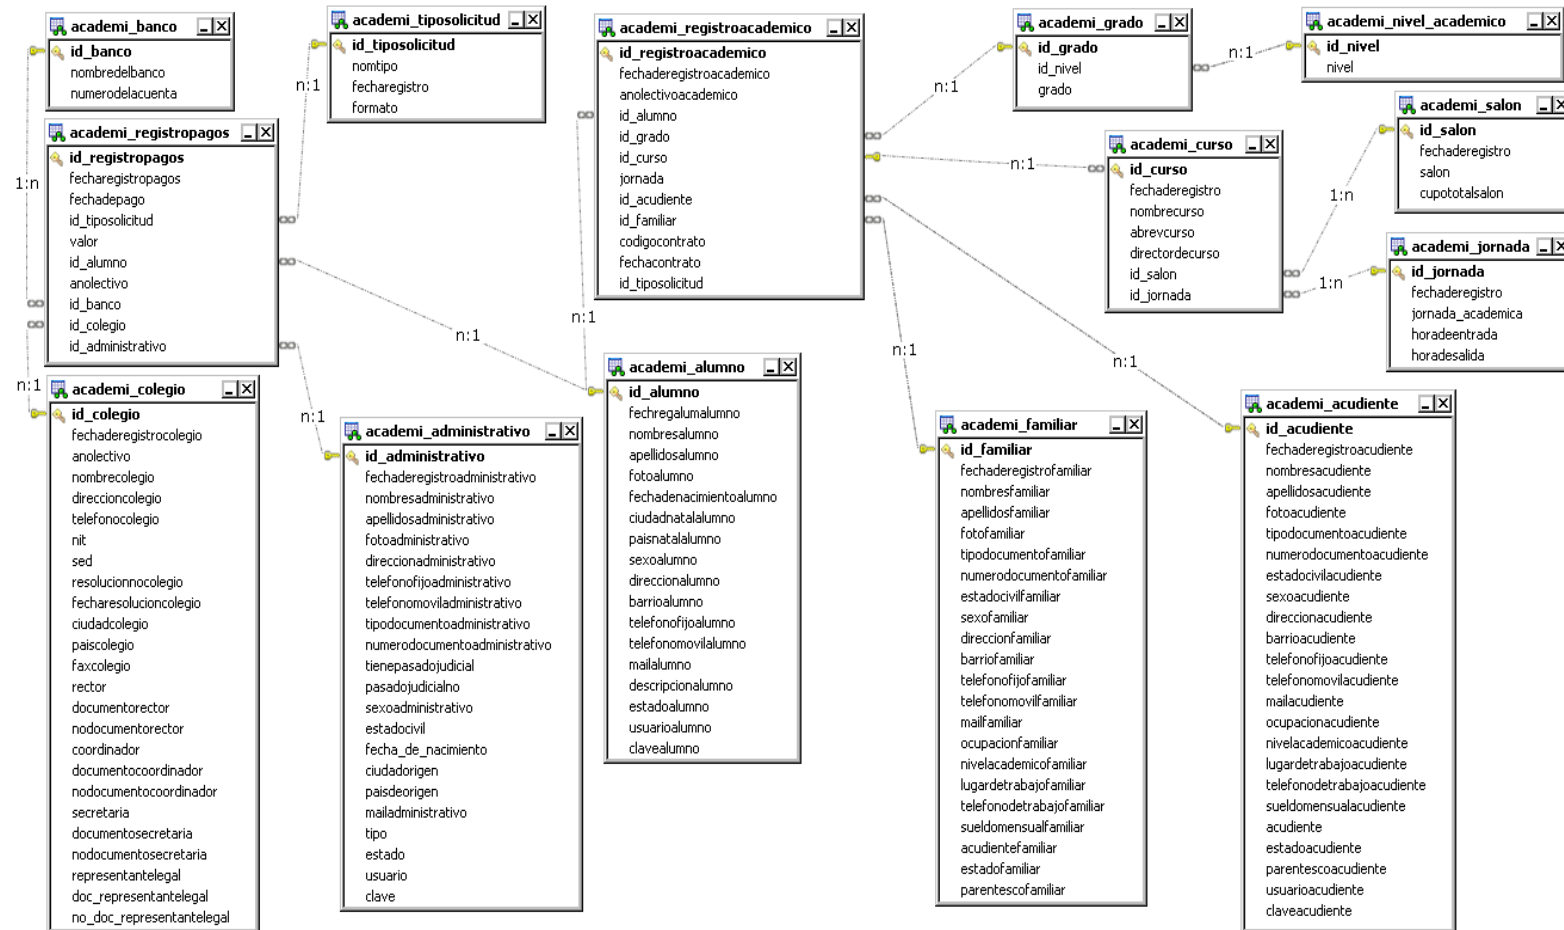 academi_banco
id_banco
nombredelbanco
numerodelacuenta
academi_tiposolicitud
id_tiposolicitud
nomtipo
fecharegistro
formato
academi_registroacademico
id_registroacademico
fechaderegistroacademico
anolectivoacademico
id_alumno
id_grado
id_curso
jornada
id_acudiente
id_familiar
codigocontrato
fechacontrato
id_tiposolicitud
academi_grado
id_grado
id_nivel
grado
academi_nivel_academico
id_nivel
nivel
academi_salon
id_salon
fechaderegistro
salon
cupototalsalon
academi_curso
id_curso
fechaderegistro
nombrecurso
abrevcurso
directordecurso
id_salon
id_jornada
academi_jornada
id_jornada
fechaderegistro
jornada_academica
horadeentrada
horadesalida
academi_registropagos
id_registropagos
fecharegistropagos
fechadepago
id_tiposolicitud
valor
id_alumno
anolectivo
id_banco
id_colegio
id_administrativo
academi_colegio
id_colegio
fechaderegistrocolegio
anolectivo
nombrecolegio
direccioncolegio
telefonocolegio
nit
sed
resolucionnocolegio
fecharesolucioncolegio
ciudadcolegio
paiscolegio
faxcolegio
rector
documentorector
nodocumentorector
coordinador
documentocoordinador
nodocumentocoordinador
secretaria
documentosecretaria
nodocumentosecretaria
representantelegal
doc_representantelegal
no_doc_representantelegal
academi_administrativo
id_administrativo
fechaderegistroadministrativo
nombresadministrativo
apellidosadministrativo
fotoadministrativo
direccionadministrativo
telefonofijoadministrativo
telefonomoviladministrativo
tipodocumentoadministrativo
numerodocumentoadministrativo
tienepasadojudicial
pasadojudicialno
sexoadministrativo
estadocivil
fecha_de_nacimiento
ciudadorigen
paisdeorigen
mailadministrativo
tipo
estado
usuario
clave
academi_alumno
id_alumno
fechregalumalumno
nombresalumno
apellidosalumno
fotoalumno
fechadenacimientoalumno
ciudadnatalalumno
paisnatalalumno
sexoalumno
direccionalumno
barrioalumno
telefonofijoalumno
telefonomovilalumno
mailalumno
descripcionalumno
estadoalumno
usuarioalumno
clavealumno
academi_familiar
id_familiar
fechaderegistrofamiliar
nombresfamiliar
apellidosfamiliar
fotofamiliar
tipodocumentofamiliar
numerodocumentofamiliar
estadocivilfamiliar
sexofamiliar
direccionfamiliar
barriofamiliar
telefonofijofamiliar
telefonomovilfamiliar
mailfamiliar
ocupacionfamiliar
nivelacademicofamiliar
lugardetrabajofamiliar
telefonodetrabajofamiliar
sueldomensualfamiliar
acudientefamiliar
estadofamiliar
parentescofamiliar
academi_acudiente
id_acudiente
fechaderegistroacudiente
nombresacudiente
apellidosacudiente
fotoacudiente
tipodocumentoacudiente
numerodocumentoacudiente
estadocivilacudiente
sexoacudiente
direccionacudiente
barrioacudiente
telefonofijoacudiente
telefonomovilacudiente
mailacudiente
ocupacionacudiente
nivelacademicoacudiente
lugardetrabajoacudiente
telefonodetrabajoacudiente
sueldomensualacudiente
acudiente
estadoacudiente
parentescoacudiente
usuarioacudiente
claveacudiente
n:1
n:1
n:1
n:1
1:n
1:n
1:n
n:1
n:1
n:1
n:1
n:1
n:1